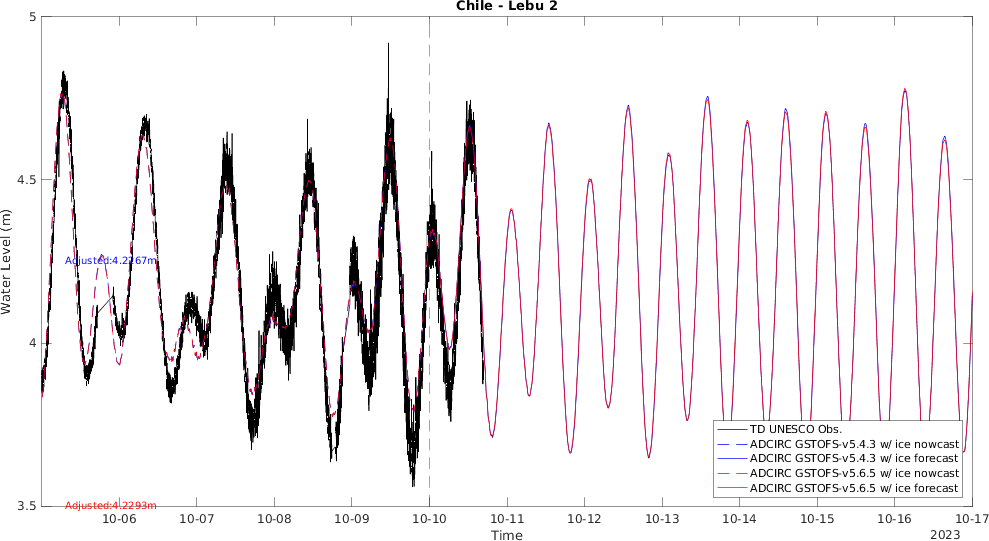 Chile - Lebu 2
5
4.5
4
3.5
Water Level (m)
Adjusted:4.2267m
Adjusted:4.2293m
TD UNESCO Obs.
ADCIRC GSTOFS-v5.4.3 w/ ice nowcast
ADCIRC GSTOFS-v5.4.3 w/ ice forecast
ADCIRC GSTOFS-v5.6.5 w/ ice nowcast
ADCIRC GSTOFS-v5.6.5 w/ ice forecast
10-06 10-07 10-08 10-09 10-10 10-11 10-12 10-13 10-14 10-15 10-16 10-17
Time
2023